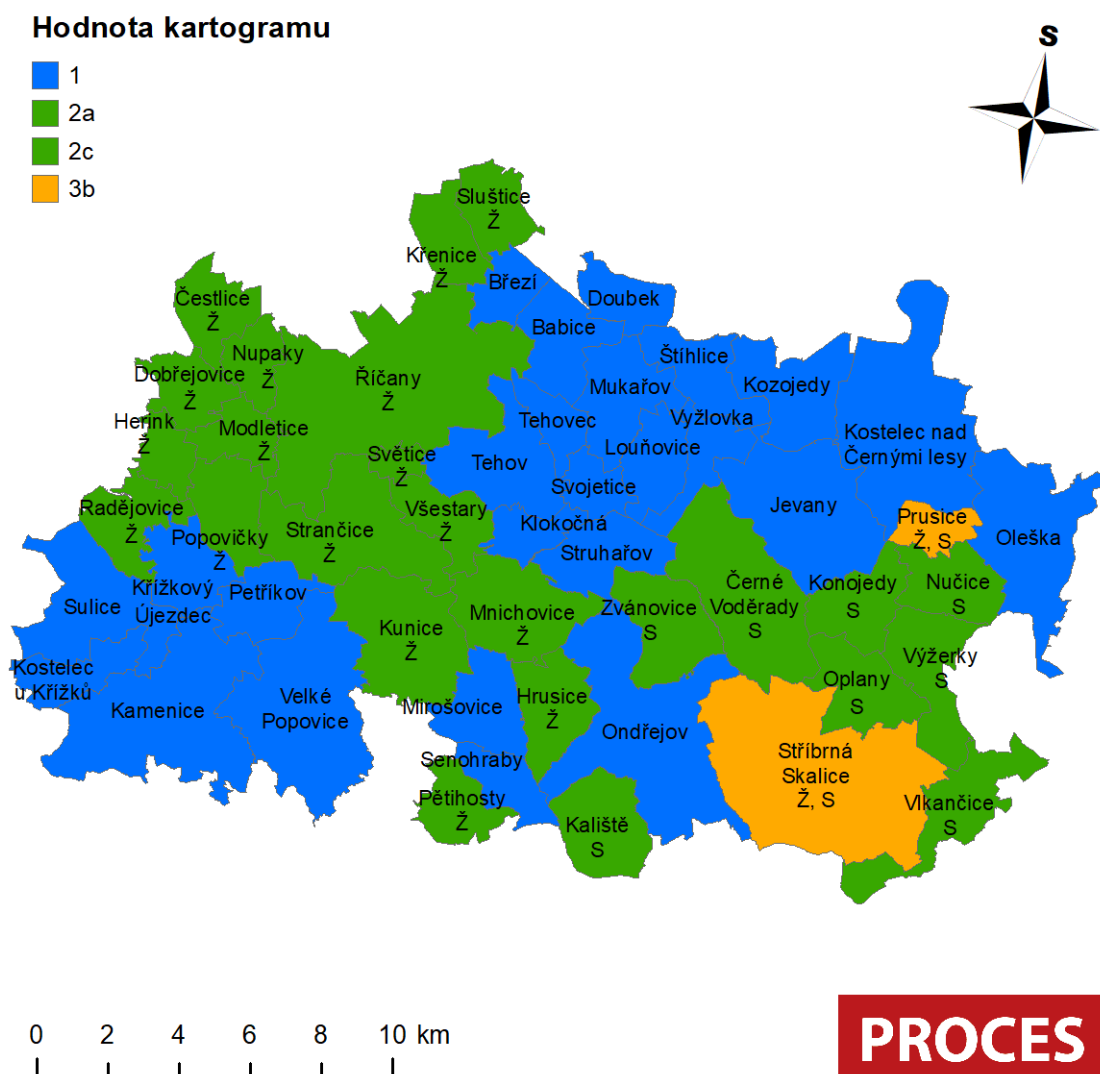 Hodnota kartogramu
1
2a
2c
3b
S
Sluštice
Ž
Křenice
Ž
Březí
Doubek
Čestlice
Ž
Babice
Nupaky
Ž
Štíhlice
Dobřejovice
Ž
Říčany
Ž
Mukařov
Kozojedy
Herink
Ž
Modletice
Ž
Tehovec
Vyžlovka
Louňovice
Kostelec nad
Černými lesy
Světice
Ž
Tehov
Svojetice
Radějovice
Ž
Všestary
Ž
Jevany
Prusice
Ž, S
Popovičky
Ž
Strančice
Ž
Klokočná
Struhařov
Oleška
Křížkový
Újezdec
Petříkov
Sulice
Černé
Voděrady
S
Konojedy
S
Nučice
S
Mnichovice
Ž
Zvánovice
S
Kunice
Ž
Výžerky
S
Kostelec
u Křížků
Oplany
S
Kamenice
Velké
Popovice
Mirošovice
Hrusice
Ž
Ondřejov
Senohraby
Stříbrná
Skalice
Ž, S
Pětihosty
Ž
Kaliště
S
Vlkančice
S
0 2 4 6 8 10 km
PROCES